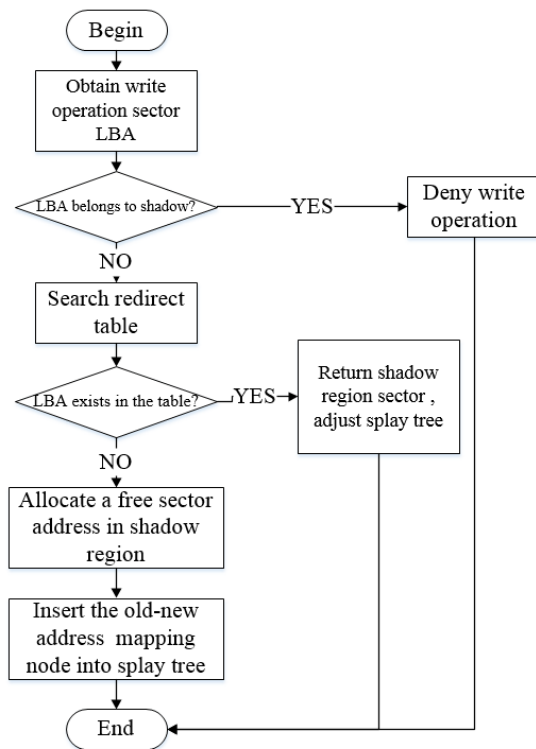 Begin
Obtain write
operation sector
LBA
LBA belongs to shadow?
YES
Deny write
operation
NO
Search redirect
table
LBA exists in the table?
YES
Return shadow
region sector ,
adjust splay tree
NO
Allocate a free sector
address in shadow
region
Insert the old-new
address mapping
node into splay tree
End